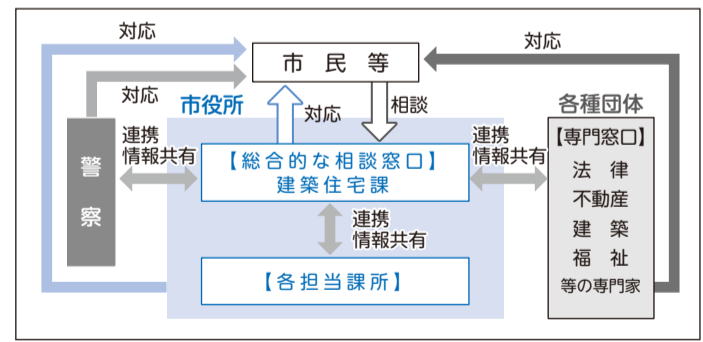 対応
市民等
対応
対応
市役所
対応
相談
各種団体
警察
連携
情報共有
【総合的な相談窓口】
建築住宅課
連携
情報共有
【専門窓口】
法律
不動産
建築
福祉
等の専門家
連携
情報共有
【各担当課所】